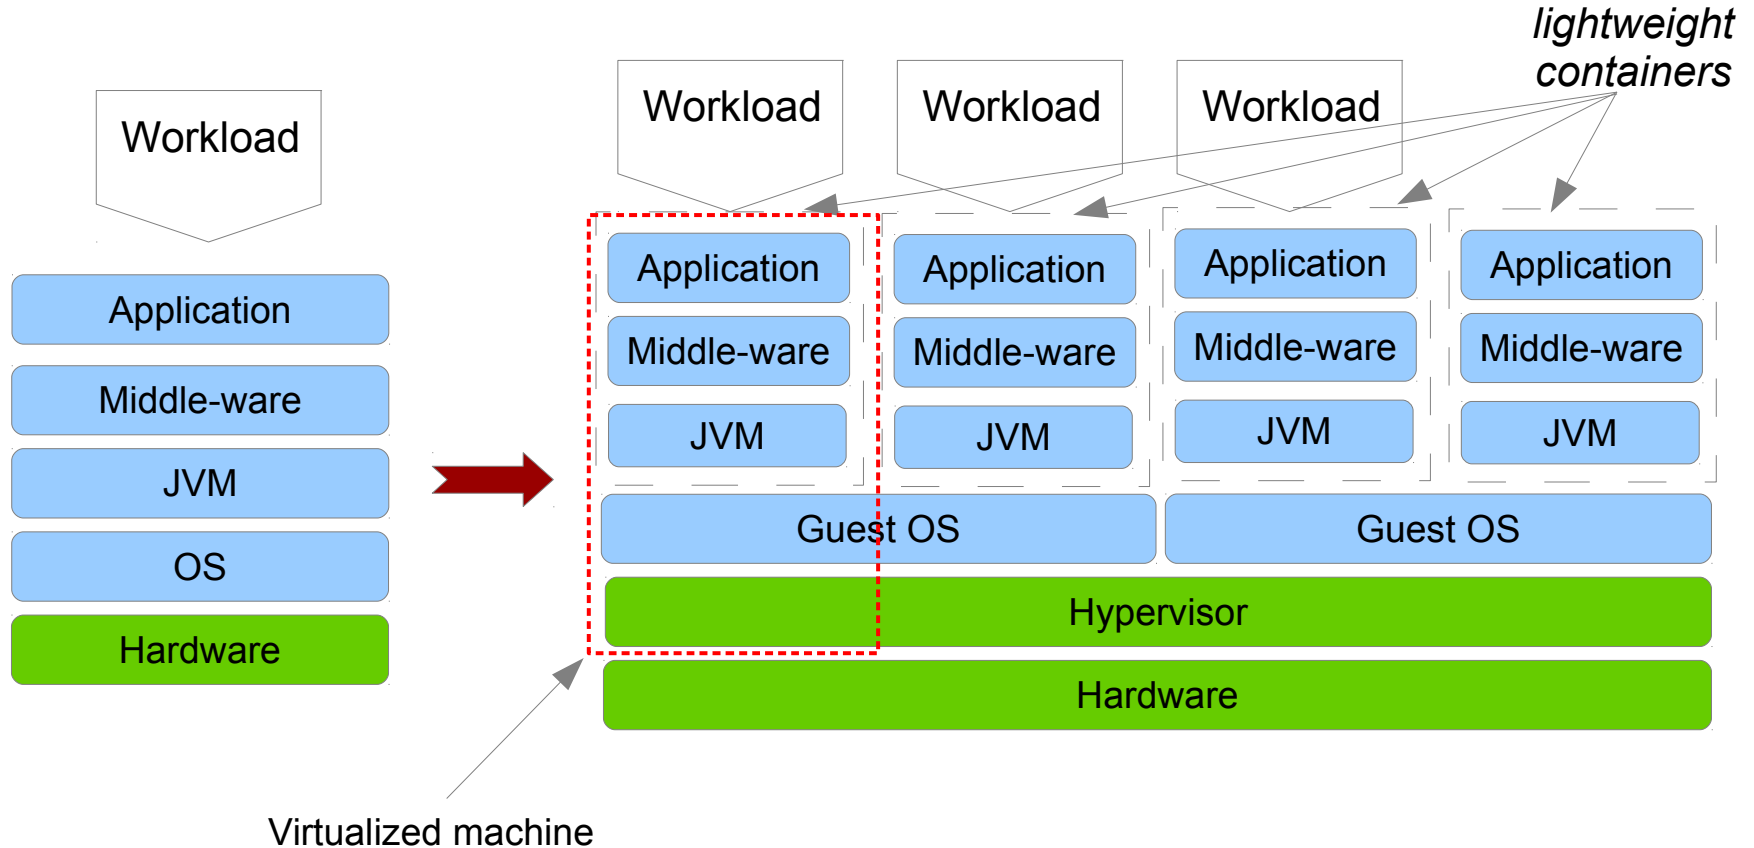 lightweight
containers
Workload
Application
Middle-ware
JVM
OS
Hardware
Workload
Workload
Workload
Application
Application
Application
Application
Middle-ware
Middle-ware
Middle-ware
Middle-ware
JVM
JVM
JVM
JVM
Guest OS
Guest OS
Hypervisor
Hardware
Virtualized machine